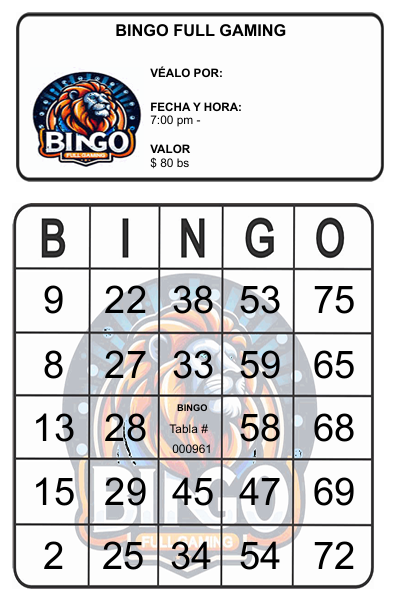 BINGO FULL GAMING
VÉALO POR:
FECHA Y HORA:
7:00 pm -
VALOR
$ 80 bs
BINGO
FULL GAMING
B I N G O
9 22 38 53 75
8 27 33 59 65
13 28 BINGO 58 68
Tabla #
000961
15 29 45 47 69
2 25 34 54 72
BINGO
FULL GAMING